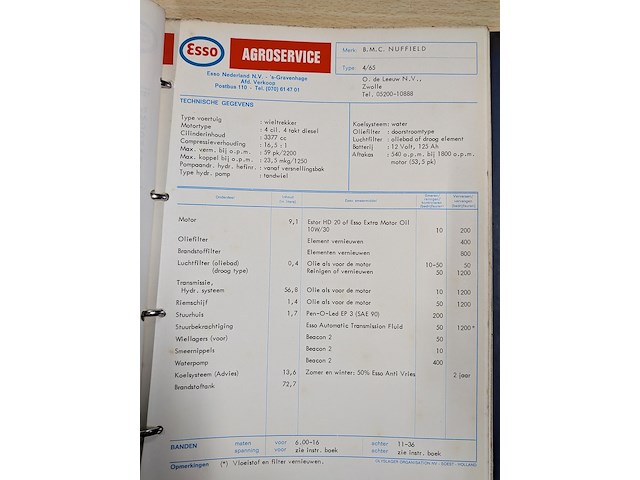 Esso
AGROSERVICE
Merk: B.M.C. NUFFIELD
Type: 4/65
Esso Nederland N.V. - 's-Gravenhage
Afd. Verkoop
Postbus 110 - Tel. (070) 61 47 01
O. de Leeuw N.V.,
Zwolle
Tel. 05200-10888
TECHNISCHE GEGEVENS
Type voertuig : wieltrekker
Motortype : 4 cil. 4 takt diesel
Cilinderinhoud : 3377 cc
Compressieverhouding : 16,5 : 1
Max. verm. bij o.p.m. : 59 pk/2200
Max. koppel bij o.p.m. : 23,5 mkg/1250
Pompaandr. hydr. hefinr. : vanaf versnellingsbak
Type hydr. pomp : tandwiel
Koelsysteem: water
Oliefilter : doorstroomtype
Luchtfilter : oliebad of droog element
Batterij : 12 Volt, 125 Ah
Aftakas : 540 o.p.m. bij 1800 o.p.m. motor (53,5 pk)
Onderdelen Inhoud (in liters)
Motor 9,1 Estor HD 20 of Esso Extra Motor Oil 10W/30 10 200
Oliefilter Element vernieuwen 400
Brandstoffilter Elementen vernieuwen 800
Luchtfilter (oliebad) 0,4 Olie als voor de motor 10-50 50
(droog type) Reinigen of vernieuwen 50 1200
Transmissie,
Hydr. systeem 56,8 Olie als voor de motor 10 1200
Riemschijf 1,4 Olie als voor de motor 50 1200
Stuurhuis 1,7 Pen-O-Led EP 3 (SAE 90) 200
Stuurbekrachtiging Esso Automatic Transmission Fluid 50 1200*
Wiellagers (voor) Beacon 2 50
Smeernippels Beacon 2 10
Waterpomp Beacon 2 400
Koelsysteem (Advies) 13,6 Zomer en winter: 50% Esso Anti Vries 2 jaar
Brandstoftank 72,7
BANDEN maten voor 6.00-16 achter 11-36
spanning voor zie instr. boek achter zie instr. boek
Opmerkingen (*) Vloeistof en filter vernieuwen.
OLYSLAGER ORGANISATION NV - SOEST - HOLLAND